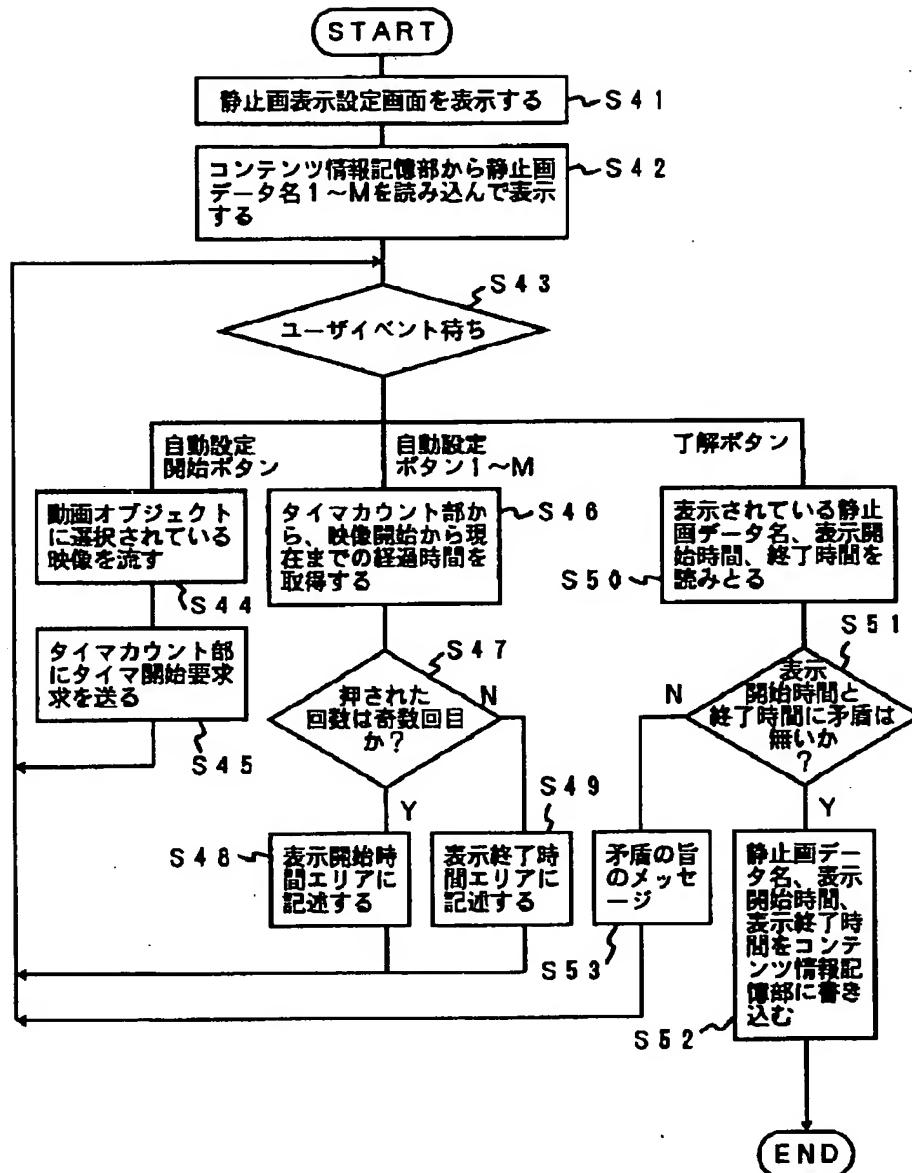 START
静止画表示設定画面を表示する
S41
コンテンツ情報記憶部から静止画
データ名1~Mを読み込んで表示
する
S42
S43
ユーザイベント待ち
自動設定
開始ボタン
動画オブジェクト
に選択されている
映像を流す
S44
タイマカウント部
にタイマ開始要求
求を送る
S45
自動設定
ボタン1~M
タイマカウント部か
ら、映像開始から現
在までの経過時間を
取得する
S46
S47
押された
回数は奇数回目
か?
N
Y
S48
表示開始時
間エリアに
記述する
S49
表示終了時
間エリアに
記述する
了解ボタン
表示されている静止
画データ名、表示開
始時間、終了時間を
読みとる
S50
S51
表示
開始時間と
終了時間に矛盾は
無いか
?
N
Y
矛盾の旨
のメッセ
ージ
S53
静止画デー
タ名、表示
開始時間、
表示終了時
間をコンテ
ンツ情報記
憶部に書き
込む
S52
END